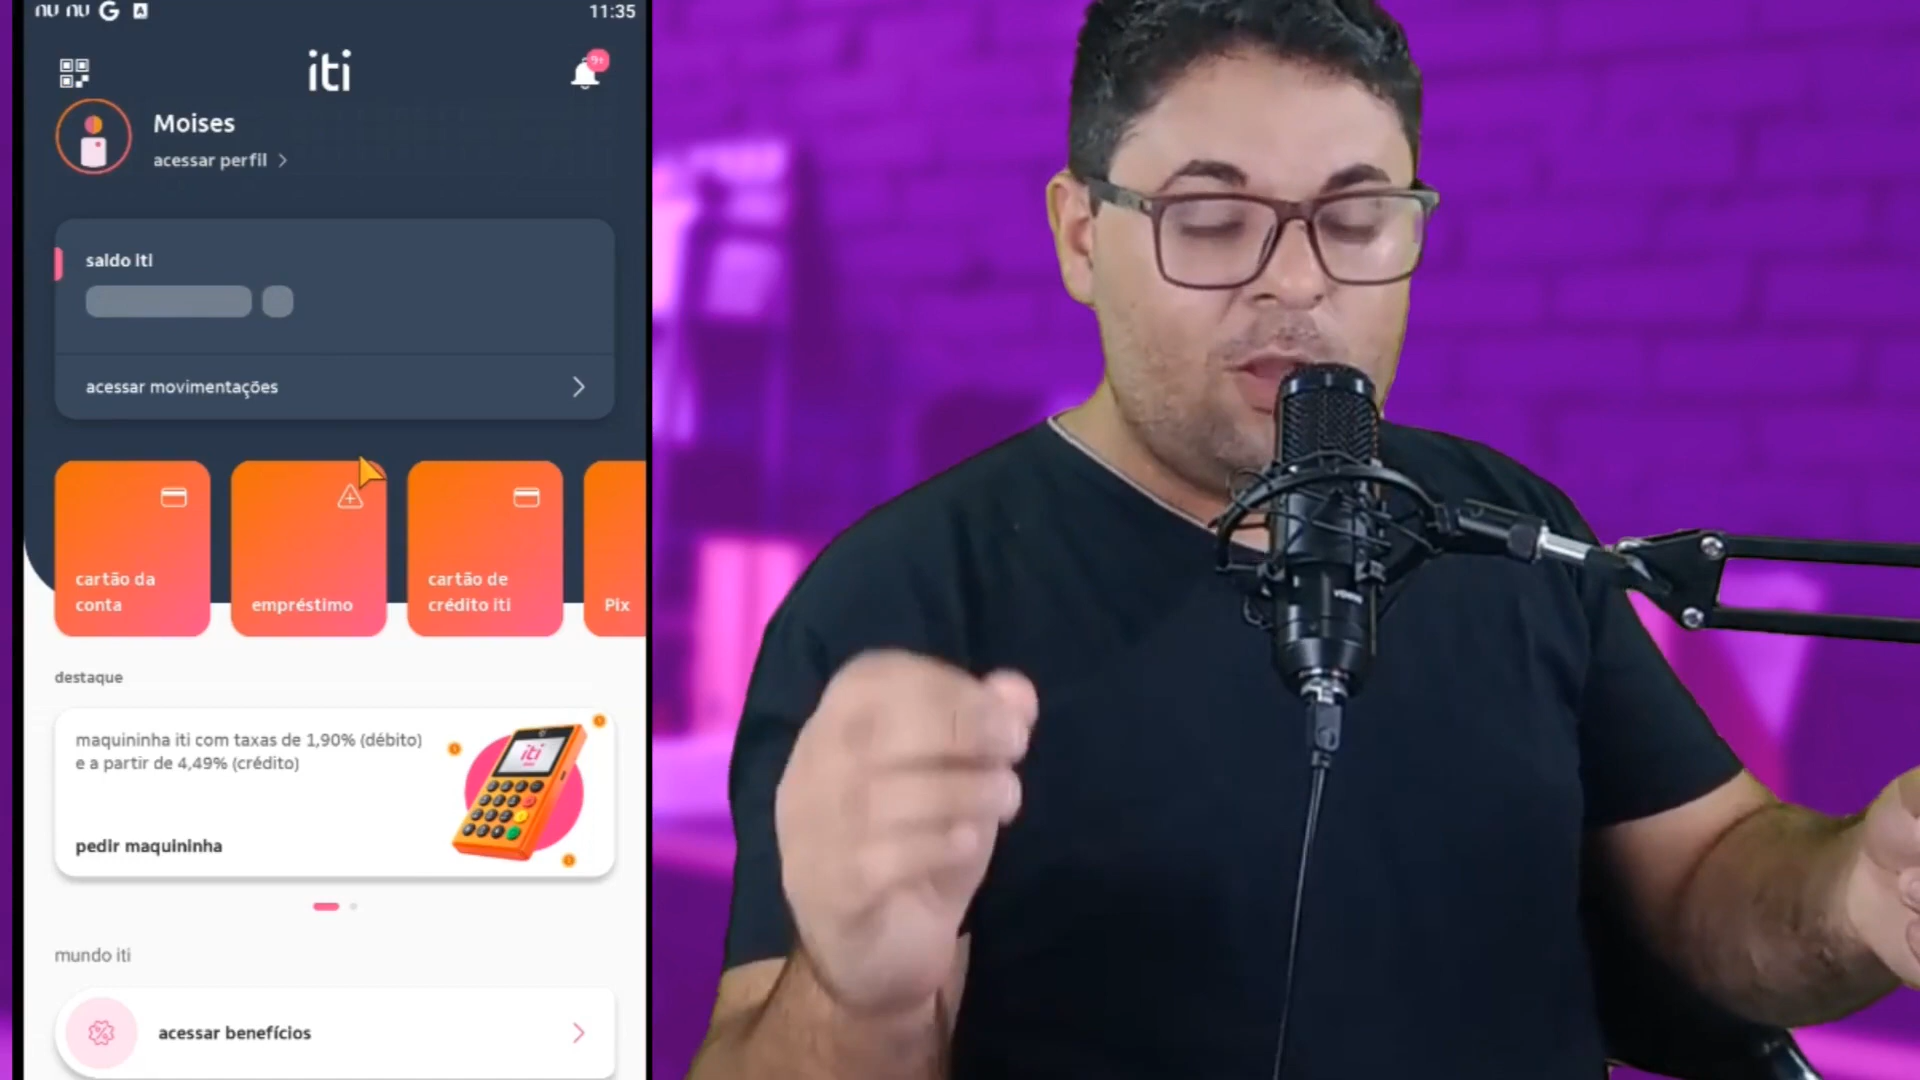 11:35
iti
9+
Moises
acessar perfil
saldo iti
acessar movimentações
cartão da
conta
empréstimo
cartão de
crédito iti
Pix
destaque
maquininha iti com taxas de 1,90% (débito)
e a partir de 4,49% (crédito)
iti
pedir maquininha
mundo iti
acessar benefícios